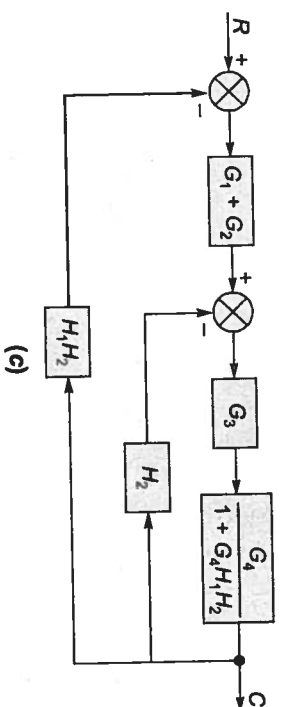 R
+
−
G₁ + G₂
+
−
G₃
G₄
1 + G₄H₁H₂
C
H₂
H₁H₂
(c)